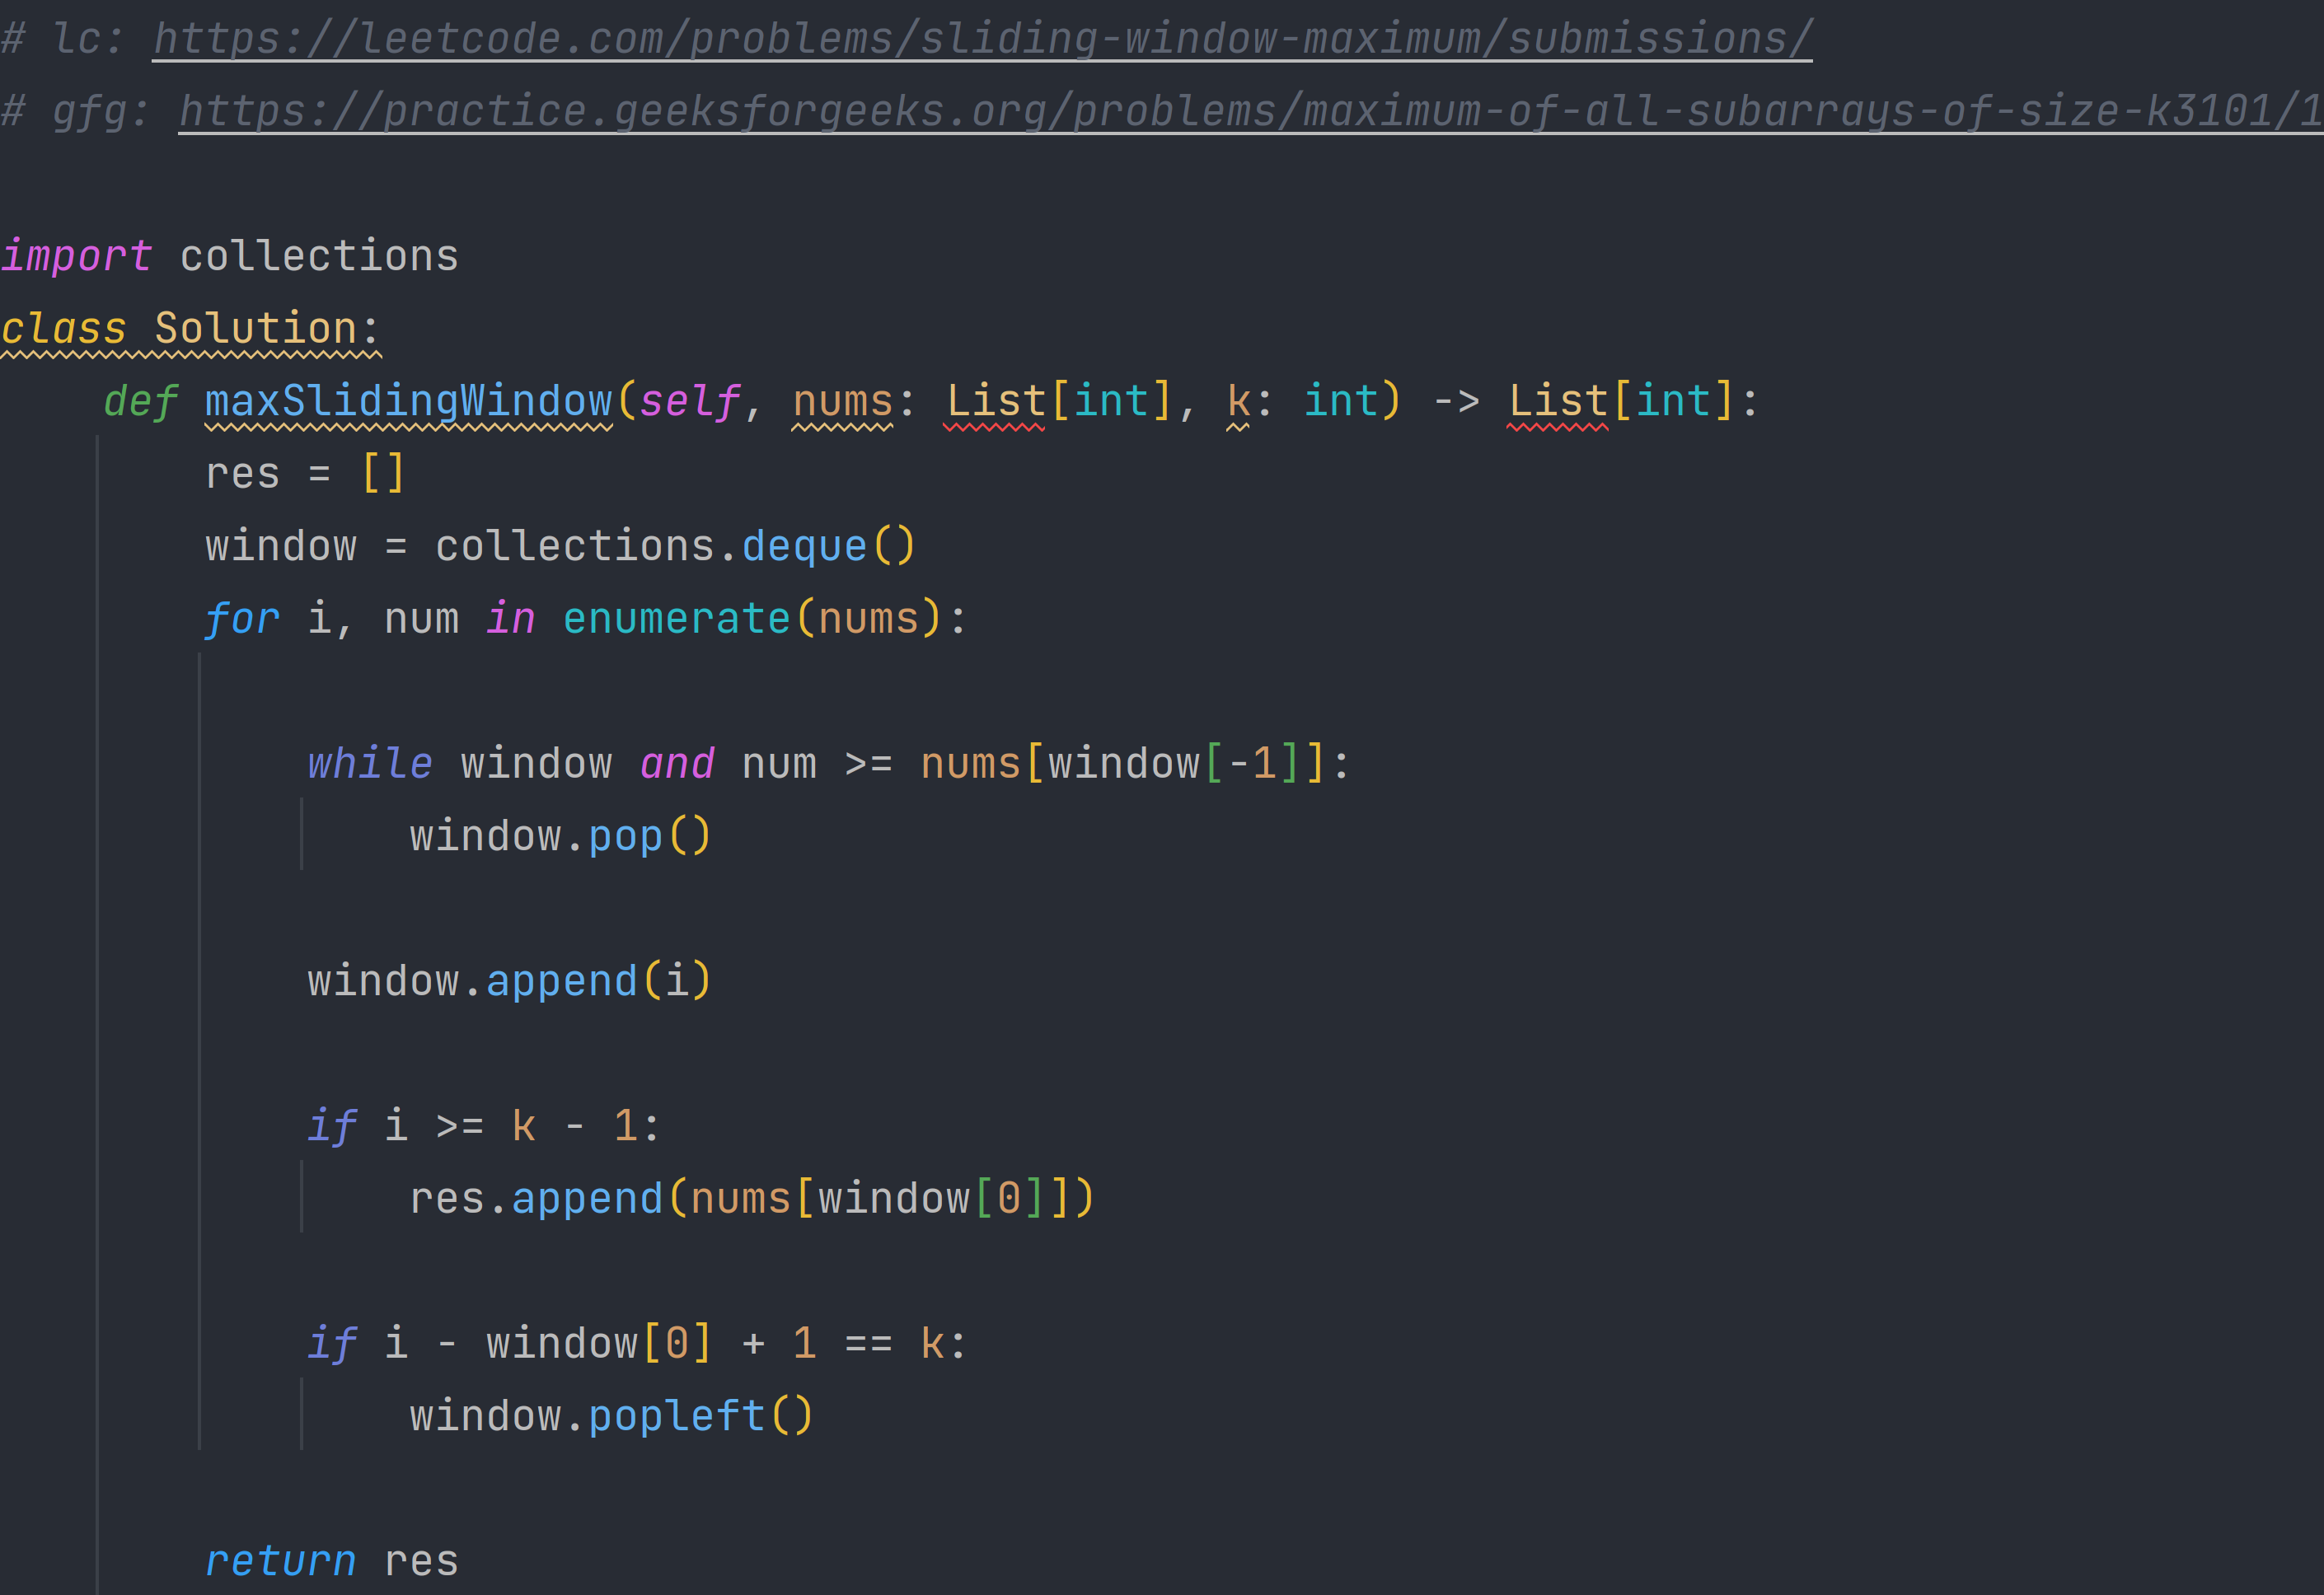 # lc: https://leetcode.com/problems/sliding-window-maximum/submissions/
# gfg: https://practice.geeksforgeeks.org/problems/maximum-of-all-subarrays-of-size-k3101/1
import collections
class Solution:
    def maxSlidingWindow(self, nums: List[int], k: int) -> List[int]:
        res = []
        window = collections.deque()
        for i, num in enumerate(nums):
            while window and num >= nums[window[-1]]:
                window.pop()
            window.append(i)
            if i >= k - 1:
                res.append(nums[window[0]])
            if i - window[0] + 1 == k:
                window.popleft()
        return res